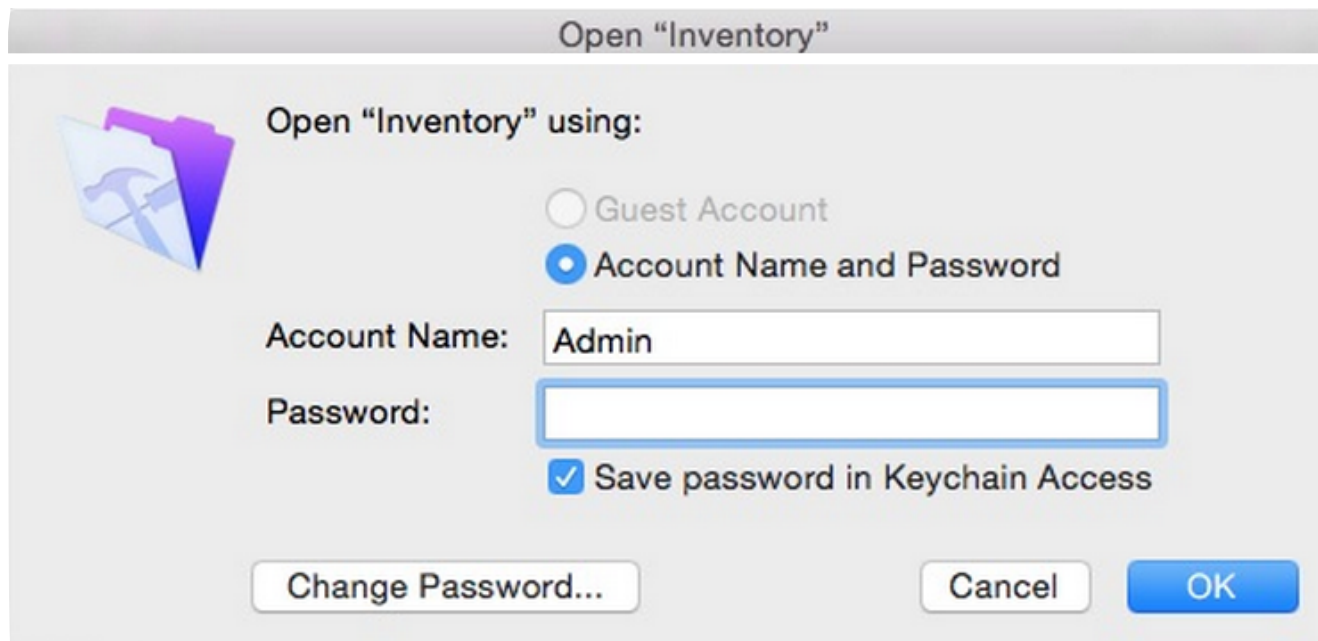 Open “Inventory”
Open “Inventory” using:
Guest Account
Account Name and Password
Account Name: Admin
Password:
Save password in Keychain Access
Change Password... Cancel OK